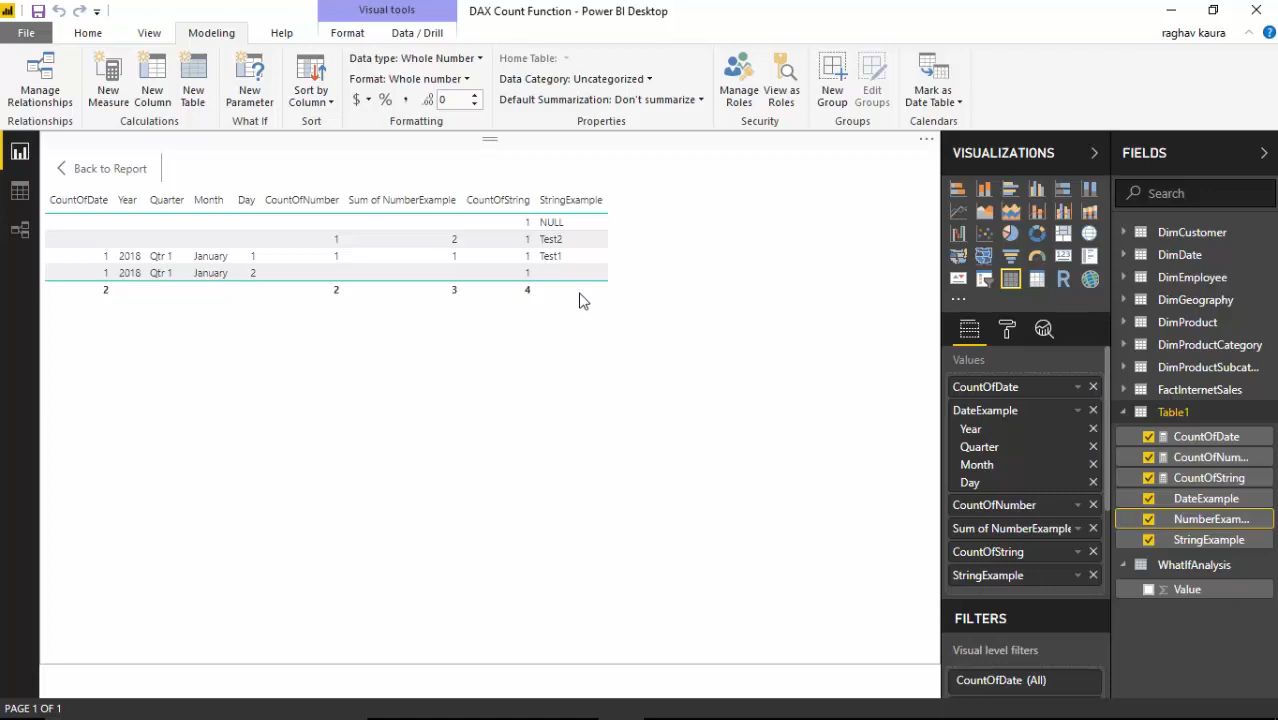 Visual tools
DAX Count Function - Power BI Desktop
File Home View Modeling Help Format Data / Drill
raghav kaura
Manage Relationships
Relationships
New Measure
New Column
New Table
Calculations
New Parameter
What If
Sort by Column
Sort
Data type: Whole Number
Format: Whole number
$ % , .00 0
Formatting
Home Table:
Data Category: Uncategorized
Default Summarization: Don't summarize
Properties
Manage Roles
View as Roles
Security
New Group
Edit Groups
Groups
Mark as Date Table
Calendars
Back to Report
CountOfDate Year Quarter Month Day CountOfNumber Sum of NumberExample CountOfString StringExample
1 NULL
1 2 1 Test2
1 2018 Qtr 1 January 1 1 1 1 Test1
1 2018 Qtr 1 January 2 1
2 2 3 4
VISUALIZATIONS
R
Values
CountOfDate
DateExample
Year
Quarter
Month
Day
CountOfNumber
Sum of NumberExample
CountOfString
StringExample
FILTERS
Visual level filters
CountOfDate (All)
FIELDS
Search
DimCustomer
DimDate
DimEmployee
DimGeography
DimProduct
DimProductCategory
DimProductSubcat...
FactInternetSales
Table1
CountOfDate
CountOfNum...
CountOfString
DateExample
NumberExam...
StringExample
WhatIfAnalysis
Σ Value
PAGE 1 OF 1